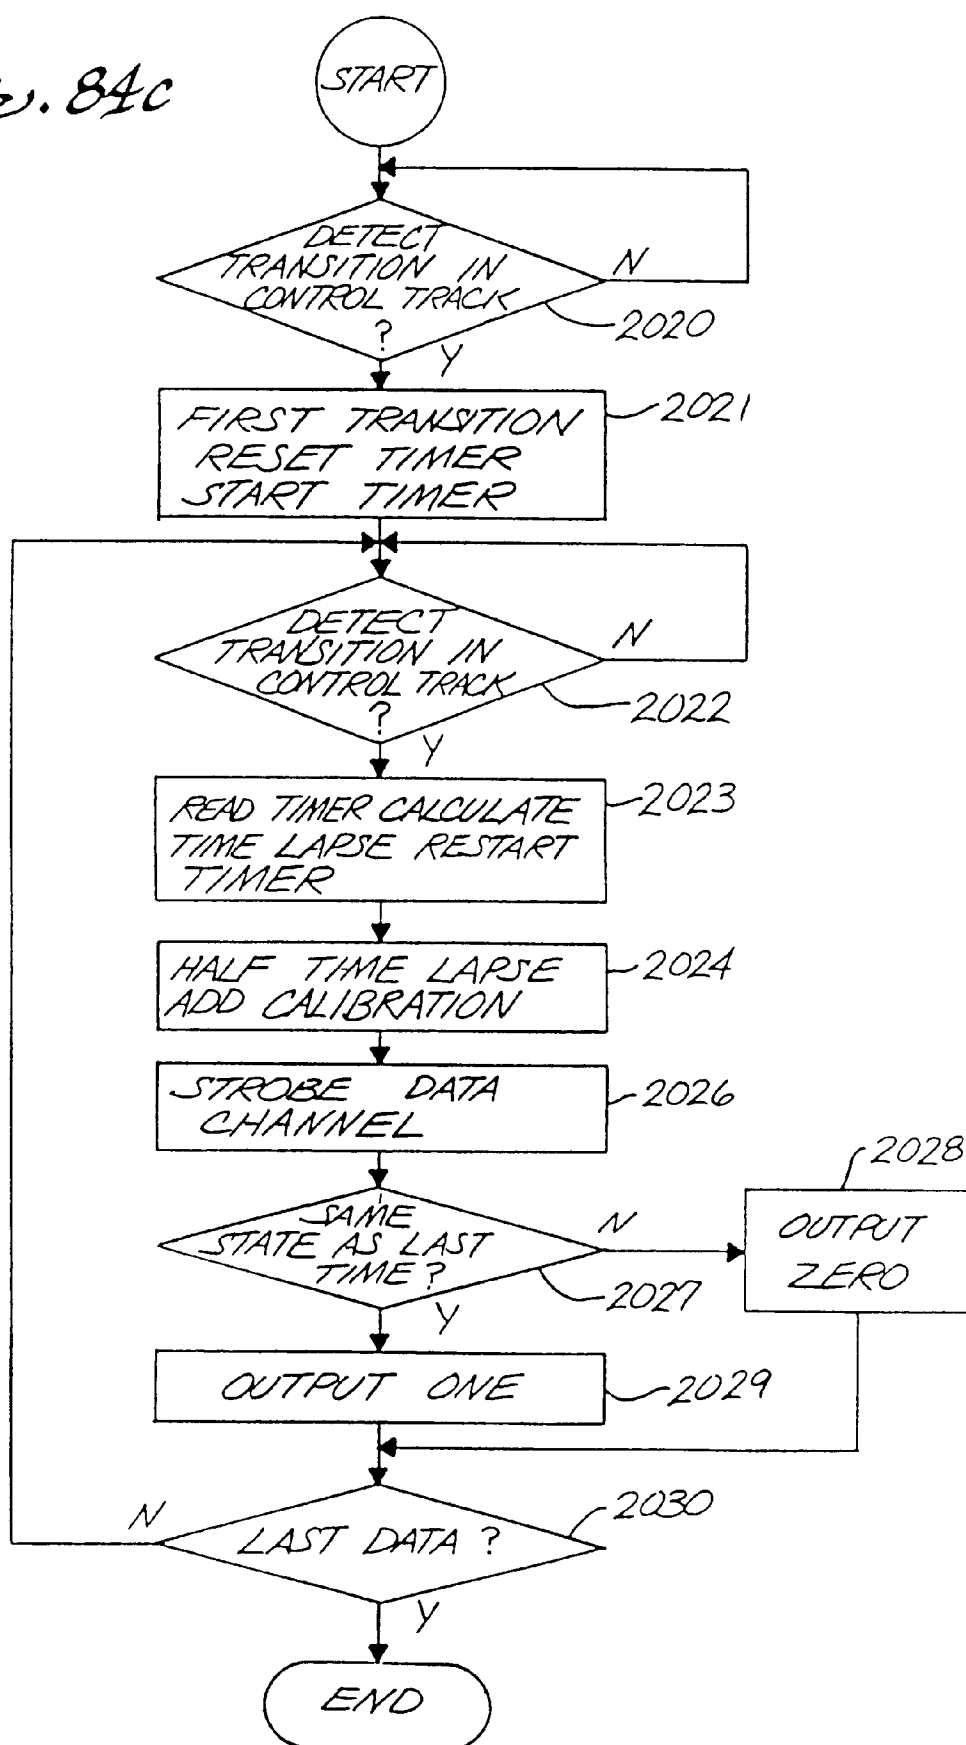 . 84c
START
DETECT
TRANSITION IN
CONTROL TRACK
?
N
2020
Y
FIRST TRANSITION
RESET TIMER
START TIMER
2021
DETECT
TRANSITION IN
CONTROL TRACK
?
N
2022
Y
READ TIMER CALCULATE
TIME LAPSE RESTART
TIMER
2023
HALF TIME LAPSE
ADD CALIBRATION
2024
STROBE DATA
CHANNEL
2026
SAME
STATE AS LAST
TIME?
N
2027
Y
2028
OUTPUT
ZERO
OUTPUT ONE
2029
LAST DATA?
N
2030
Y
END